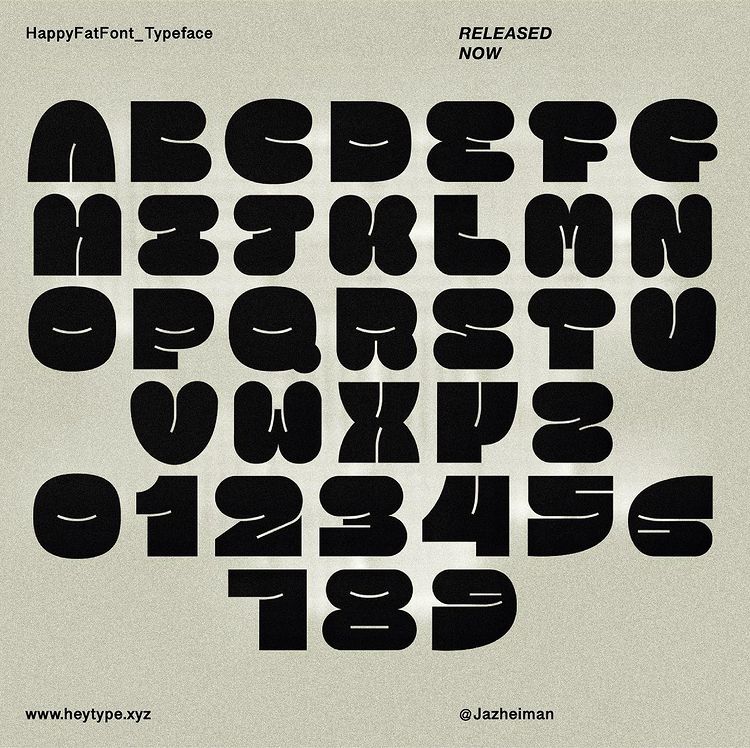 HappyFatFont_Typeface
RELEASED
NOW
ABCDEFG
HIJKLMN
OPQRSTU
VWXYZ
0123456
789
www.heytype.xyz
@Jazheiman